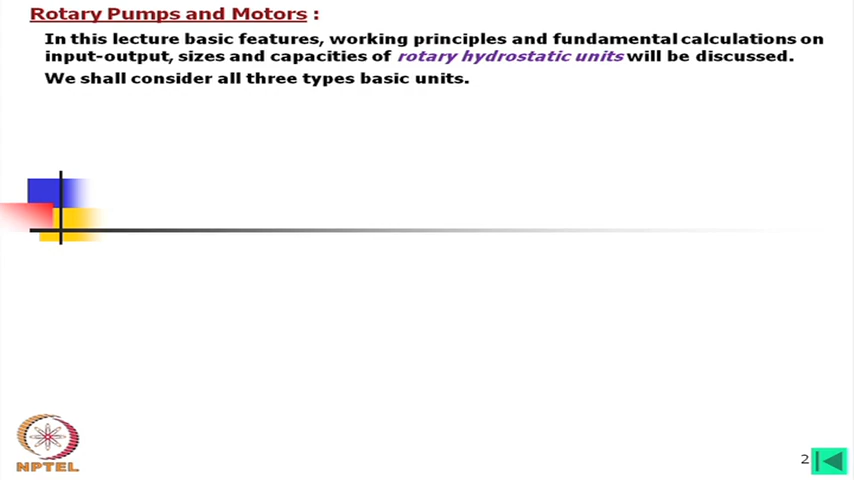 Rotary Pumps and Motors :
In this lecture basic features, working principles and fundamental calculations on
input-output, sizes and capacities of rotary hydrostatic units will be discussed.
We shall consider all three types basic units.
NPTEL
2